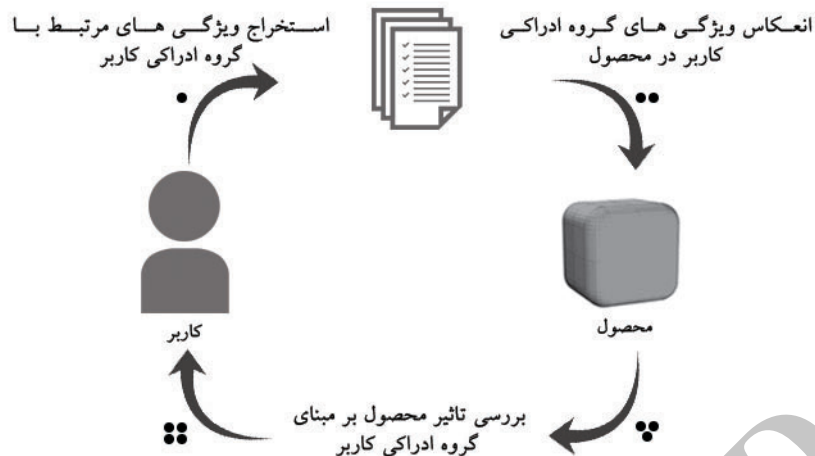 استخراج ویژگی های مرتبط با
گروه ادراکی کاربر
انعکاس ویژگی های گروه ادراکی
کاربر در محصول
محصول
بررسی تاثیر محصول بر مبنای
گروه ادراکی کاربر
کاربر